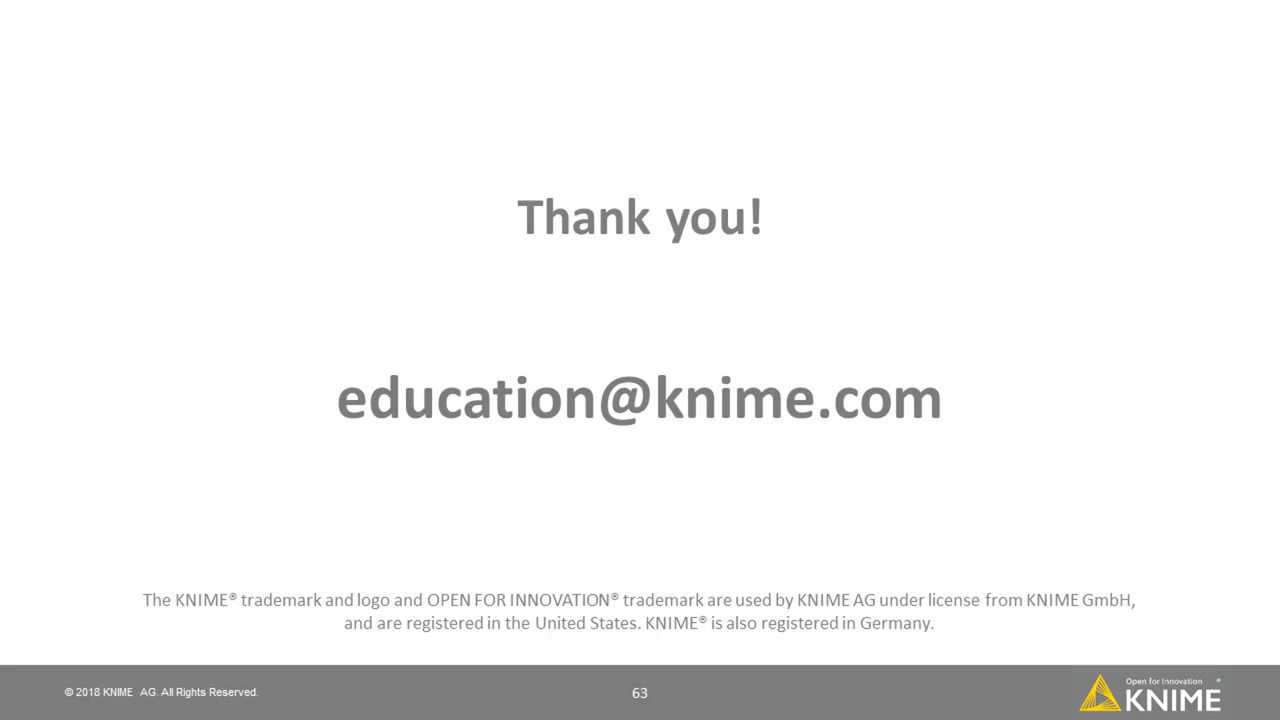 Thank you!
education@knime.com
The KNIME® trademark and logo and OPEN FOR INNOVATION® trademark are used by KNIME AG under license from KNIME GmbH,
and are registered in the United States. KNIME® is also registered in Germany.
© 2018 KNIME AG. All Rights Reserved.
63
Open for Innovation ®
KNIME